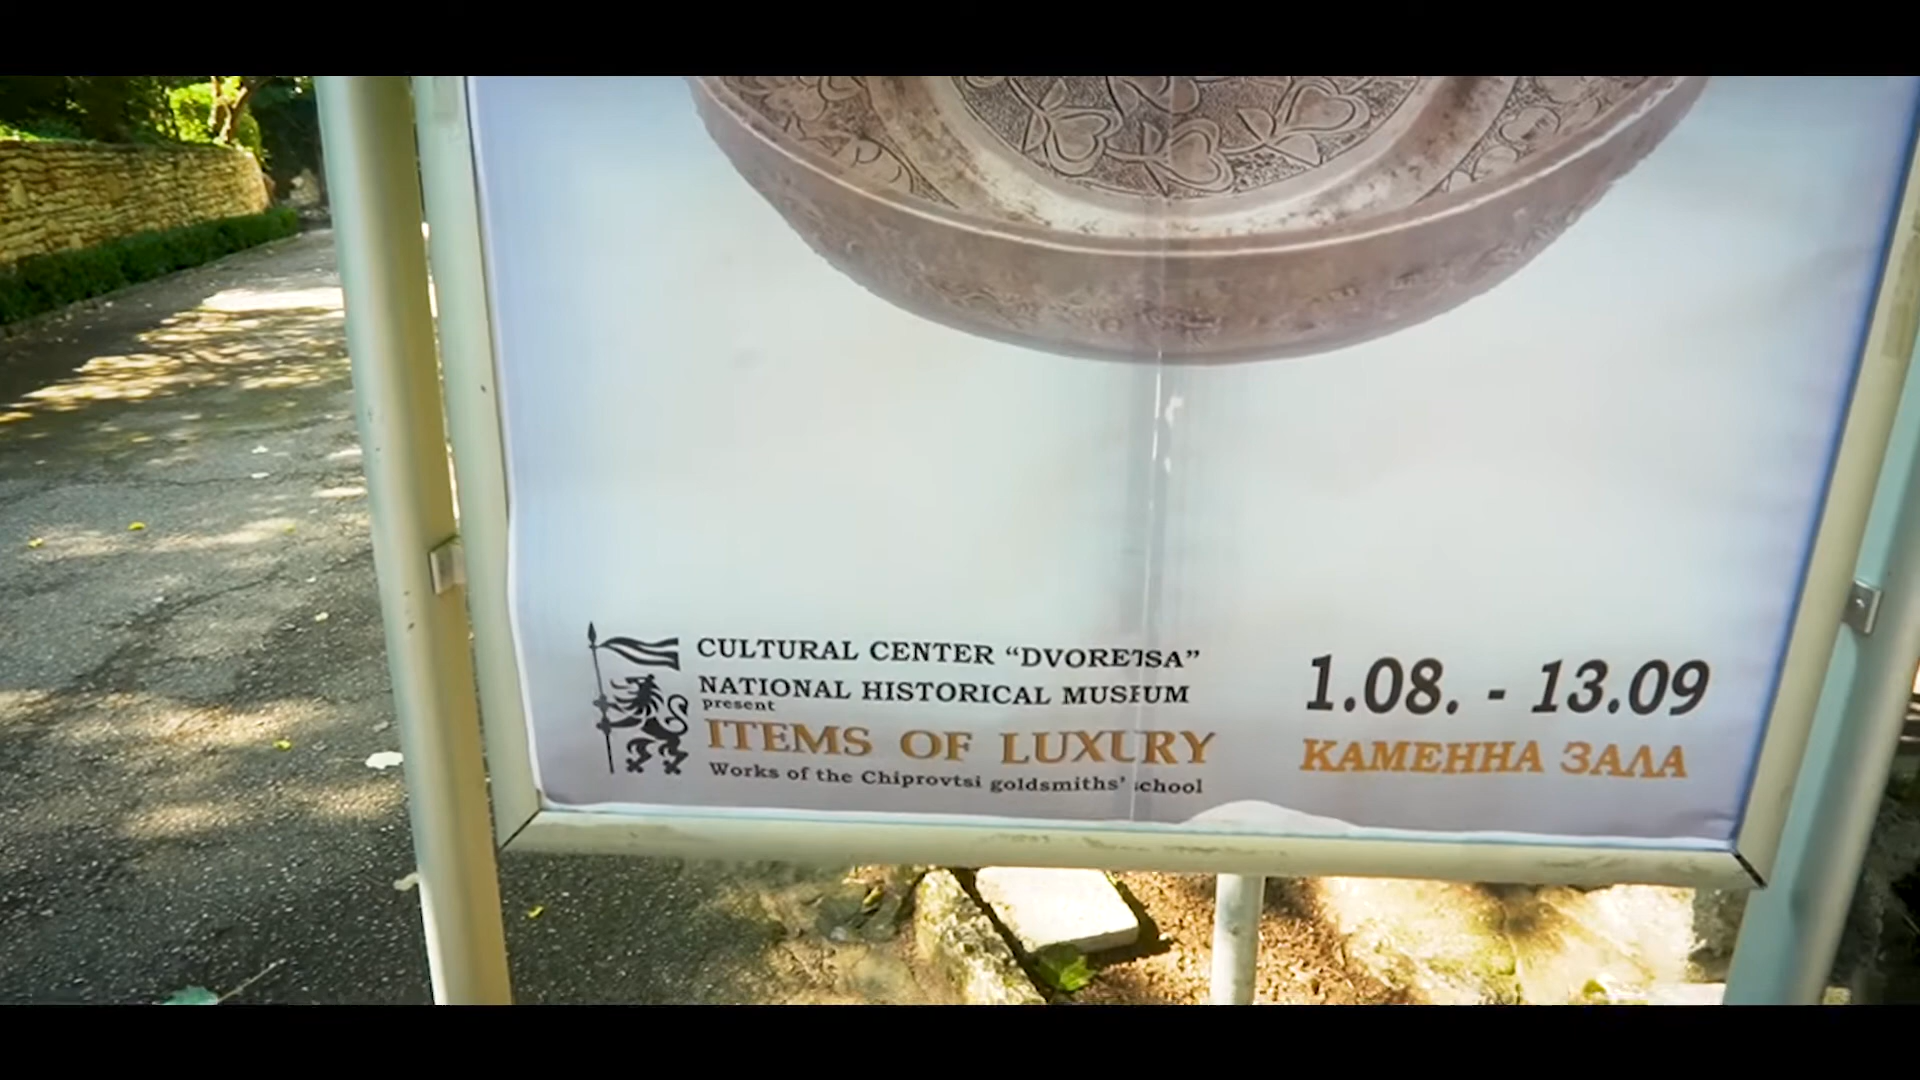 CULTURAL CENTER “DVORETSA”
NATIONAL HISTORICAL MUSEUM
present
ITEMS OF LUXURY
Works of the Chiprovtsi goldsmiths’ school
1.08. - 13.09
КАМЕННА ЗАЛА